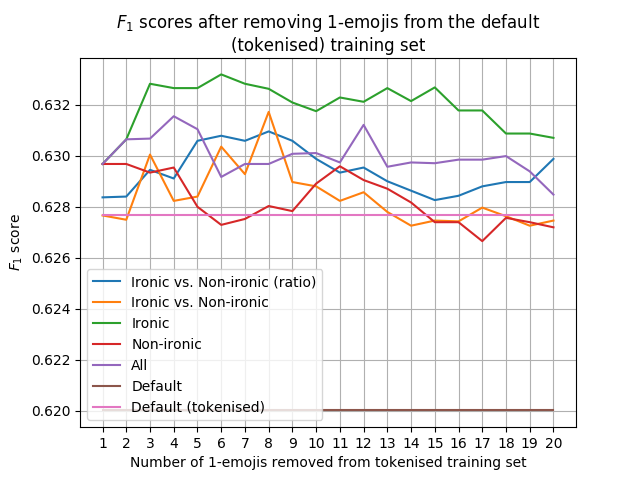 F₁ scores after removing 1-emojis from the default
(tokenised) training set
F₁ score
0.632
0.630
0.628
0.626
0.624
0.622
0.620
Ironic vs. Non-ironic (ratio)
Ironic vs. Non-ironic
Ironic
Non-ironic
All
Default
Default (tokenised)
1 2 3 4 5 6 7 8 9 10 11 12 13 14 15 16 17 18 19 20
Number of 1-emojis removed from tokenised training set